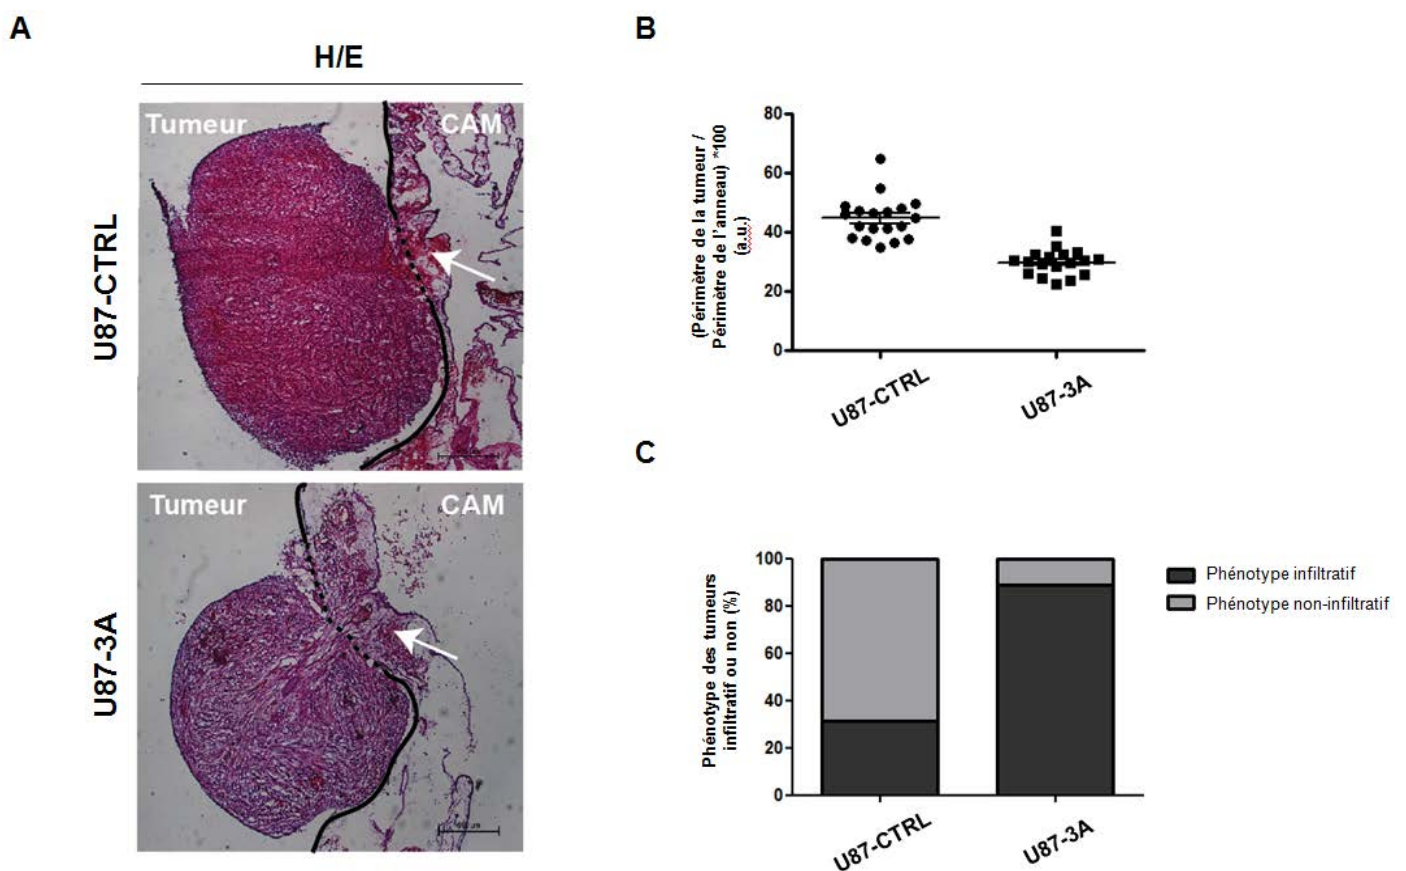 A
H/E
Tumeur
CAM
U87-CTRL
Tumeur
CAM
U87-3A
B
(Périmètre de la tumeur /
Périmètre de l'anneau) *100
(a.u.)
80
60
40
20
0
U87-CTRL
U87-3A
C
Phénotype des tumeurs
infiltratif ou non (%)
100
80
60
40
20
0
U87-CTRL
U87-3A
Phénotype infiltratif
Phénotype non-infiltratif